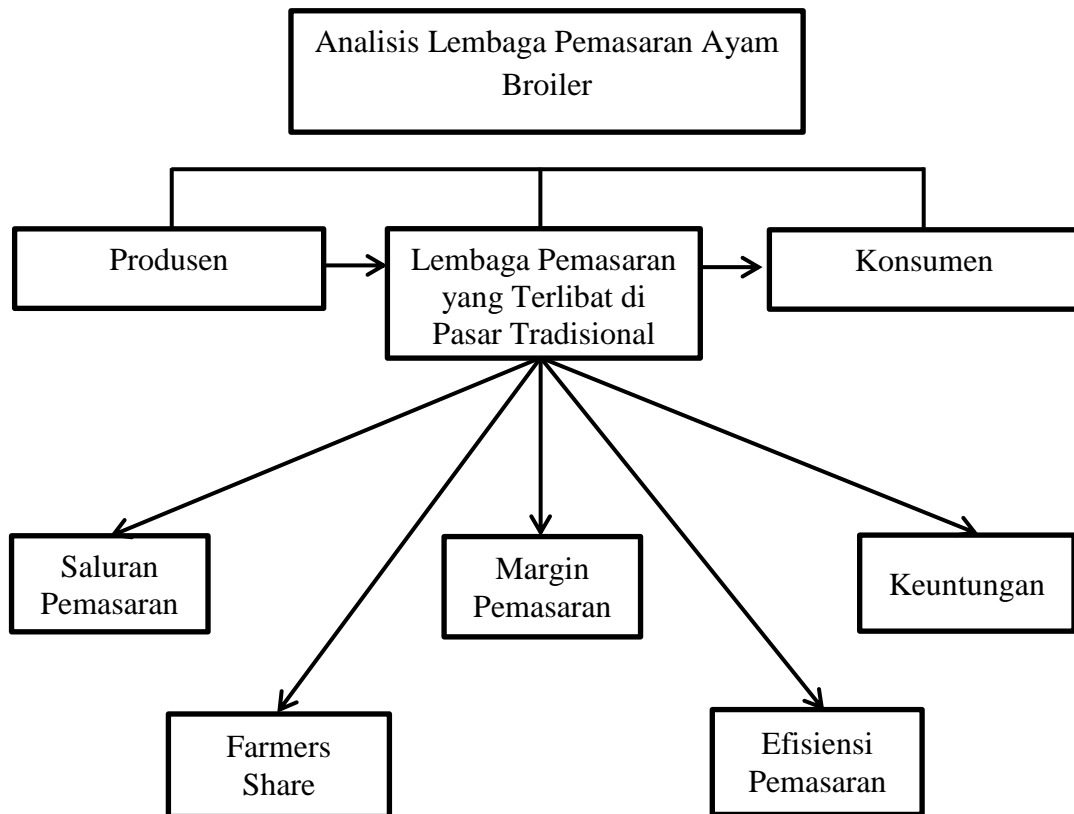 Analisis Lembaga Pemasaran Ayam
Broiler
Produsen
Lembaga Pemasaran
yang Terlibat di
Pasar Tradisional
Konsumen
Saluran
Pemasaran
Margin
Pemasaran
Keuntungan
Farmers
Share
Efisiensi
Pemasaran